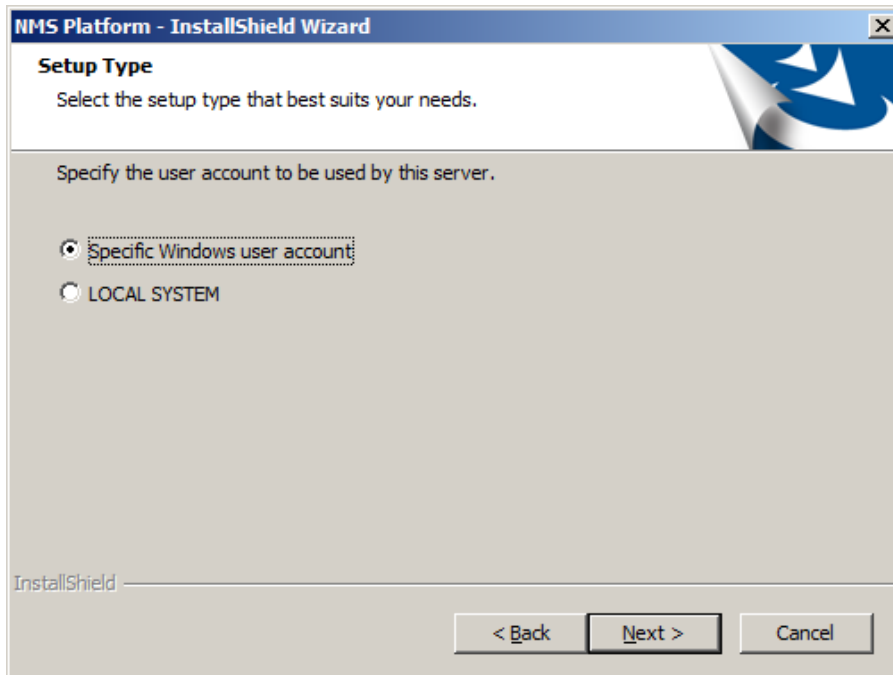 NMS Platform - InstallShield Wizard
Setup Type
Select the setup type that best suits your needs.
Specify the user account to be used by this server.
Specific Windows user account
LOCAL SYSTEM
InstallShield
< Back
Next >
Cancel